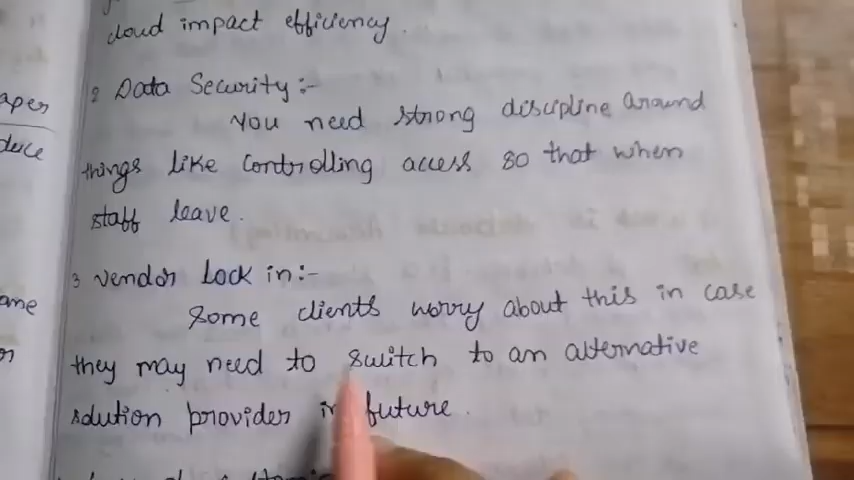 cloud impact efficiency.
2 Data Security:-
You need strong discipline around
things like controlling access so that when
staff leave.
3 Vendor Lock in:-
Some clients worry about this in case
they may need to switch to an alternative
solution provider in future.